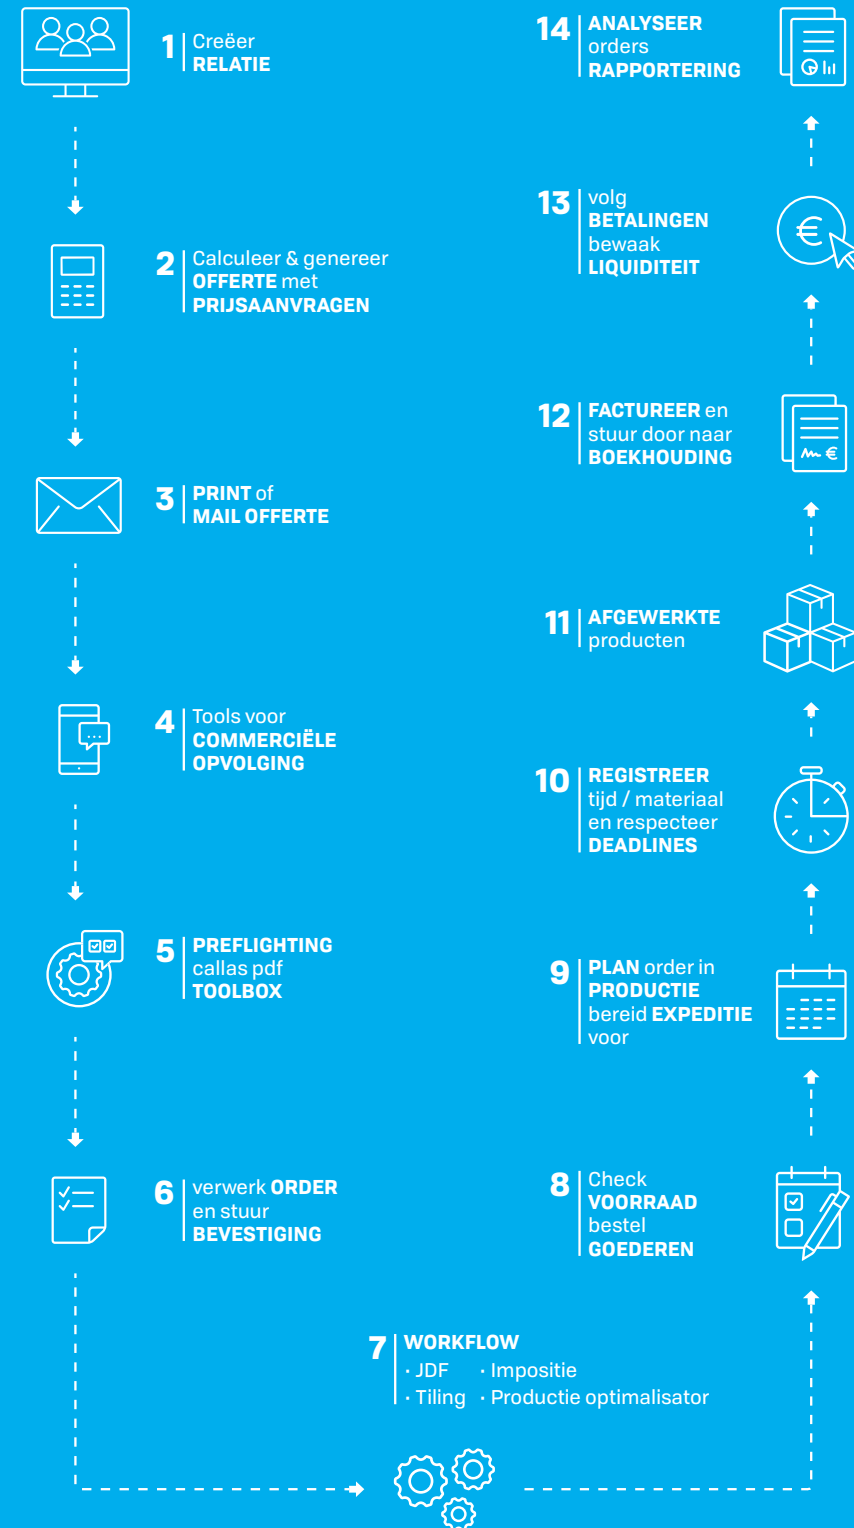 1 Creëer
RELATIE
2 Calculeer & genereer
OFFERTE met
PRIJSAANVRAGEN
3 PRINT of
MAIL OFFERTE
4 Tools voor
COMMERCIËLE
OPVOLGING
5 PREFLIGHTING
callas pdf
TOOLBOX
6 verwerk ORDER
en stuur
BEVESTIGING
7 WORKFLOW
· JDF · Impositie
· Tiling · Productie optimalisator
8 Check
VOORRAAD
bestel
GOEDEREN
9 PLAN order in
PRODUCTIE
bereid EXPEDITIE
voor
10 REGISTREER
tijd / materiaal
en respecteer
DEADLINES
11 AFGEWERKTE
producten
12 FACTUREER en
stuur door naar
BOEKHOUDING
€
13 volg
BETALINGEN
bewaak
LIQUIDITEIT
€
14 ANALYSEER
orders
RAPPORTERING